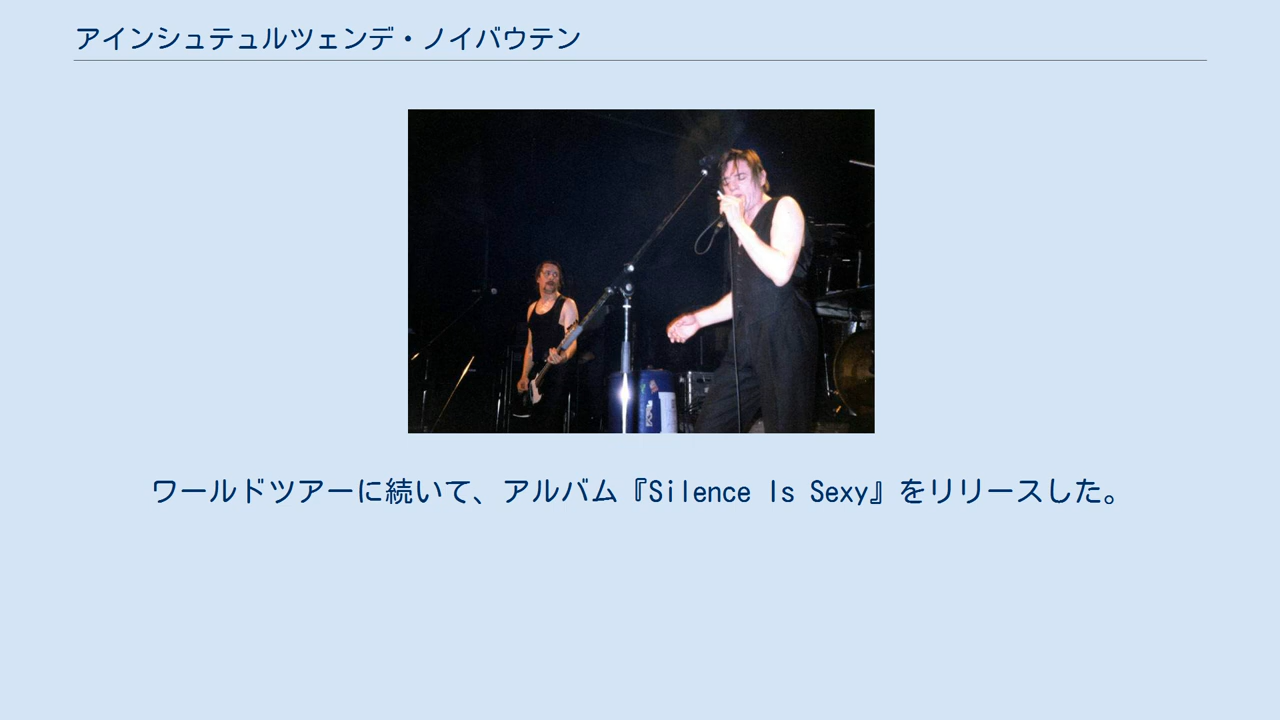 アインシュテュルツェンデ・ノイバウテン
ワールドツアーに続いて、アルバム『Silence Is Sexy』をリリースした。